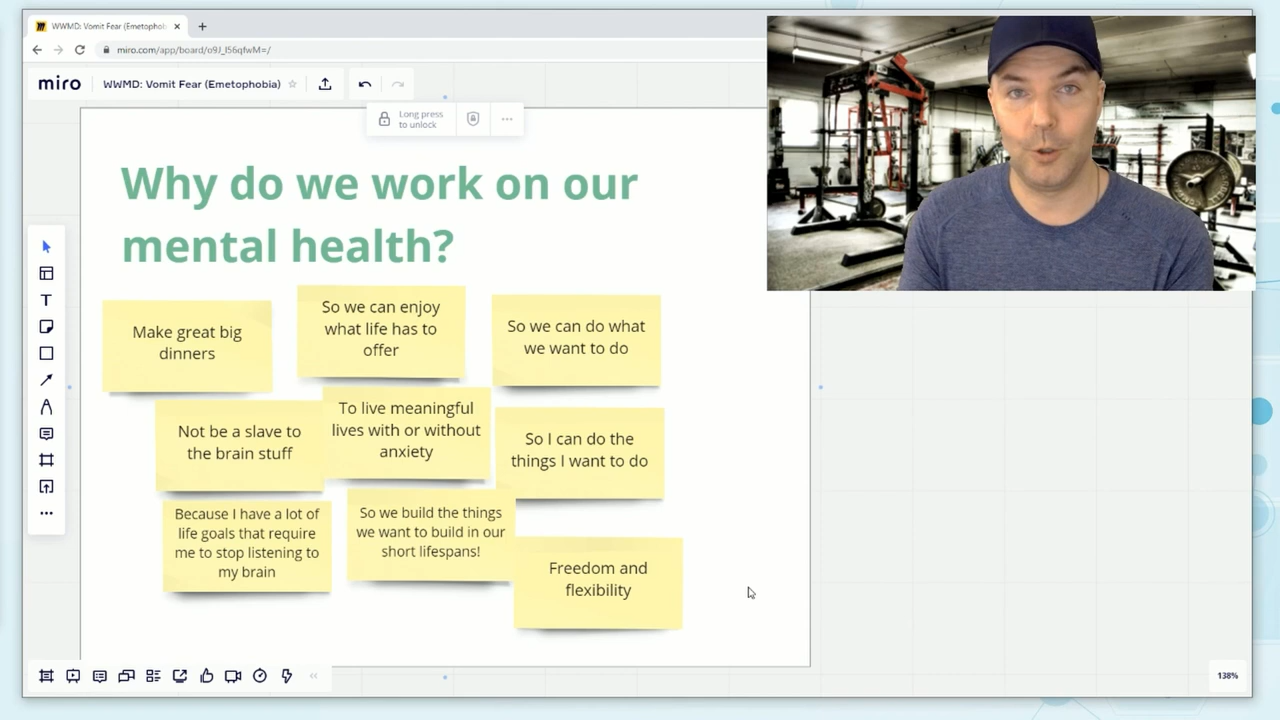 WWMD: Vomit Fear (Emetophob
miro.com/app/board/o9J_l56qfwM=/
miro
WWMD: Vomit Fear (Emetophobia)
Long press
to unlock
Why do we work on our
mental health?
Make great big
dinners
So we can enjoy
what life has to
offer
So we can do what
we want to do
Not be a slave to
the brain stuff
To live meaningful
lives with or without
anxiety
So I can do the
things I want to do
Because I have a lot of
life goals that require
me to stop listening to
my brain
So we build the things
we want to build in our
short lifespans!
Freedom and
flexibility
138%